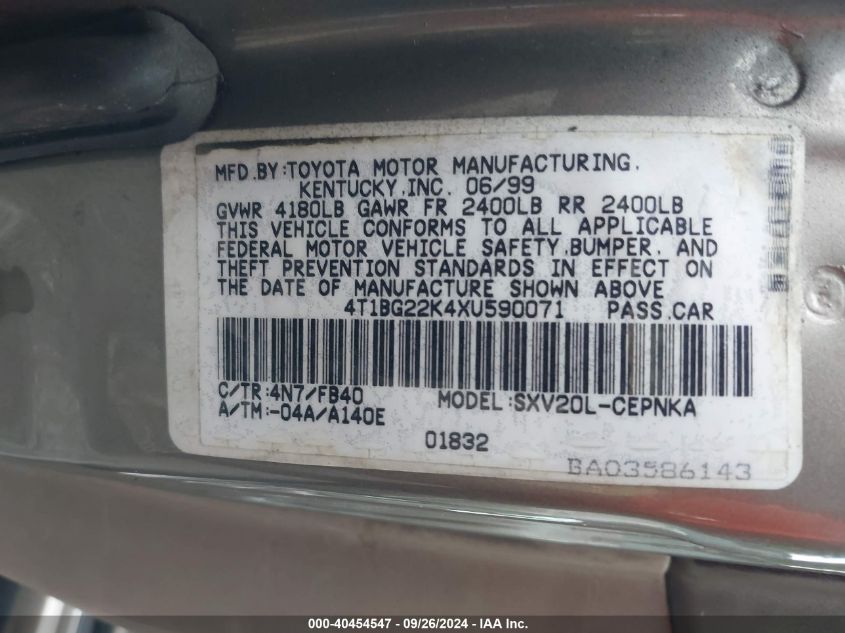 MFD.BY:TOYOTA MOTOR MANUFACTURING.
KENTUCKY,INC. 06/99
GVWR 4180LB GAWR FR 2400LB RR 2400LB
THIS VEHICLE CONFORMS TO ALL APPLICABLE
FEDERAL MOTOR VEHICLE SAFETY,BUMPER, AND
THEFT PREVENTION STANDARDS IN EFFECT ON
THE DATE OF MANUFACTURE SHOWN ABOVE
4T1BG22K4XU590071 PASS.CAR
C/TR:4N7/FB40
A/TM:-04A/A140E
MODEL:SXV20L-CEPNKA
01832
BA03586143
000-40454547 - 09/26/2024 - IAA Inc.